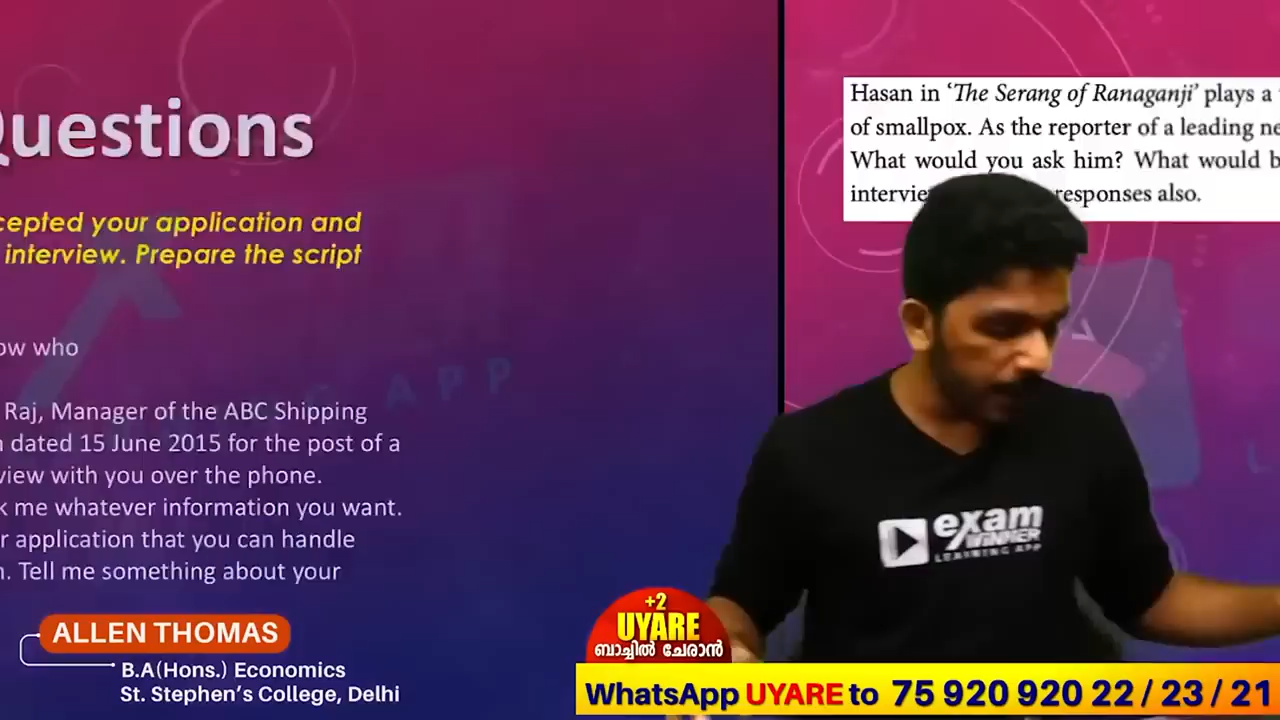 Questions
cepted your application and
interview. Prepare the script
ow who
Raj, Manager of the ABC Shipping
n dated 15 June 2015 for the post of a
view with you over the phone.
k me whatever information you want.
r application that you can handle
n. Tell me something about your
APP
Hasan in ‘The Serang of Ranaganji’ plays a
of smallpox. As the reporter of a leading ne
What would you ask him? What would b
intervie responses also.
exam
WINNER
LEARNING APP
ALLEN THOMAS
B.A(Hons.) Economics
St. Stephen’s College, Delhi
+2
UYARE
ബാച്ചിൽ ചേരാൻ
WhatsApp UYARE to 75 920 920 22 / 23 / 21